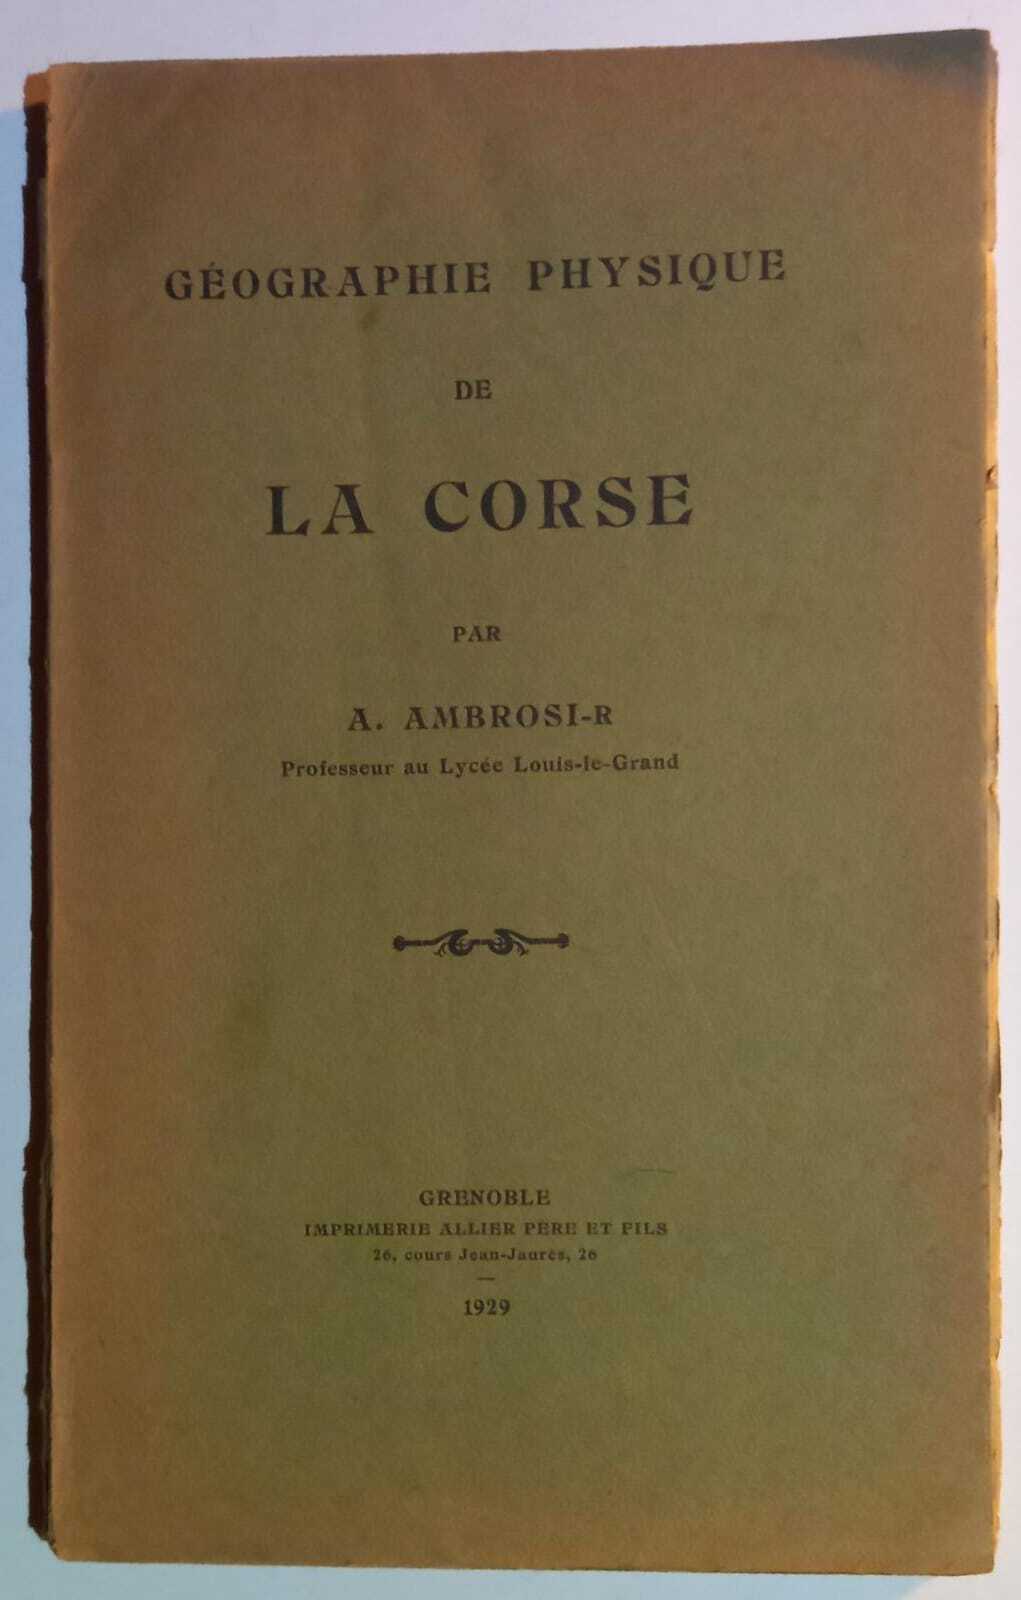 GÉOGRAPHIE PHYSIQUE
DE
LA CORSE
PAR
A. AMBROSI-R
Professeur au Lycée Louis-le-Grand
GRENOBLE
IMPRIMERIE ALLIER PÈRE ET FILS
26, cours Jean-Jaurès, 26
1929